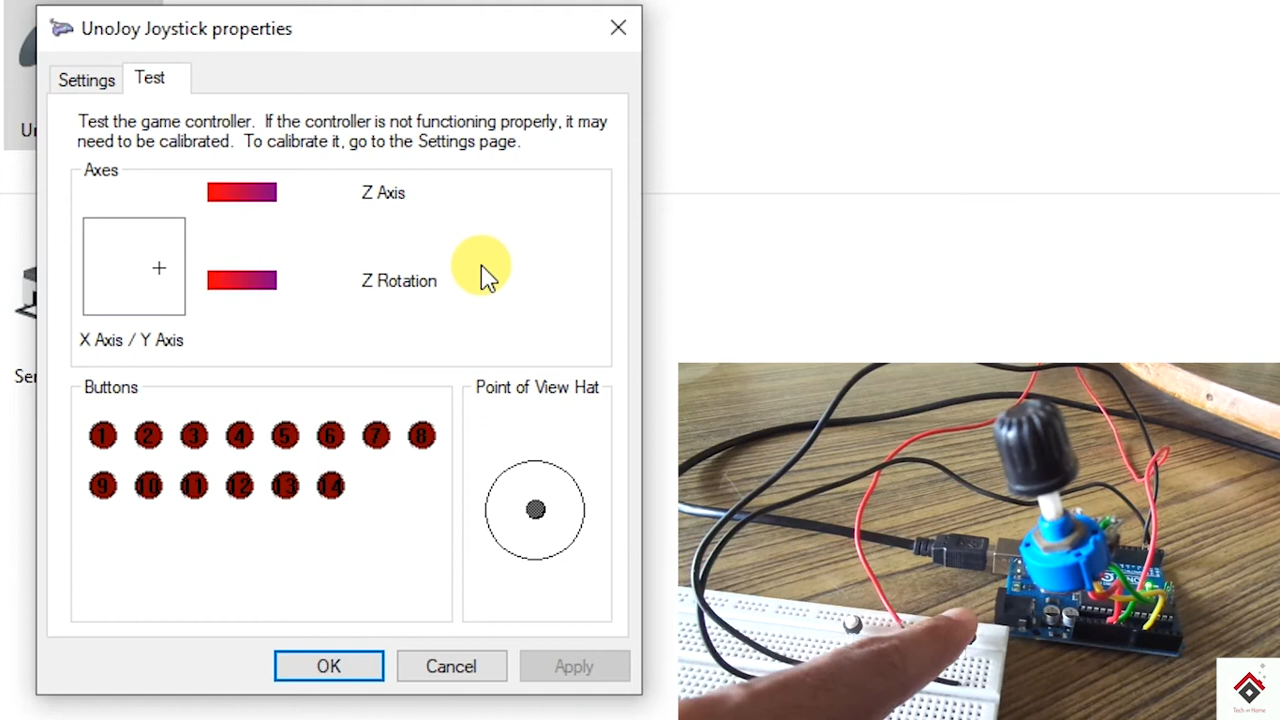 UnoJoy Joystick properties
Settings
Test
Test the game controller. If the controller is not functioning properly, it may
need to be calibrated. To calibrate it, go to the Settings page.
Axes
Z Axis
Z Rotation
X Axis / Y Axis
Buttons
1 2 3 4 5 6 7 8
9 10 11 12 13 14
Point of View Hat
OK
Cancel
Apply
Tech in Home